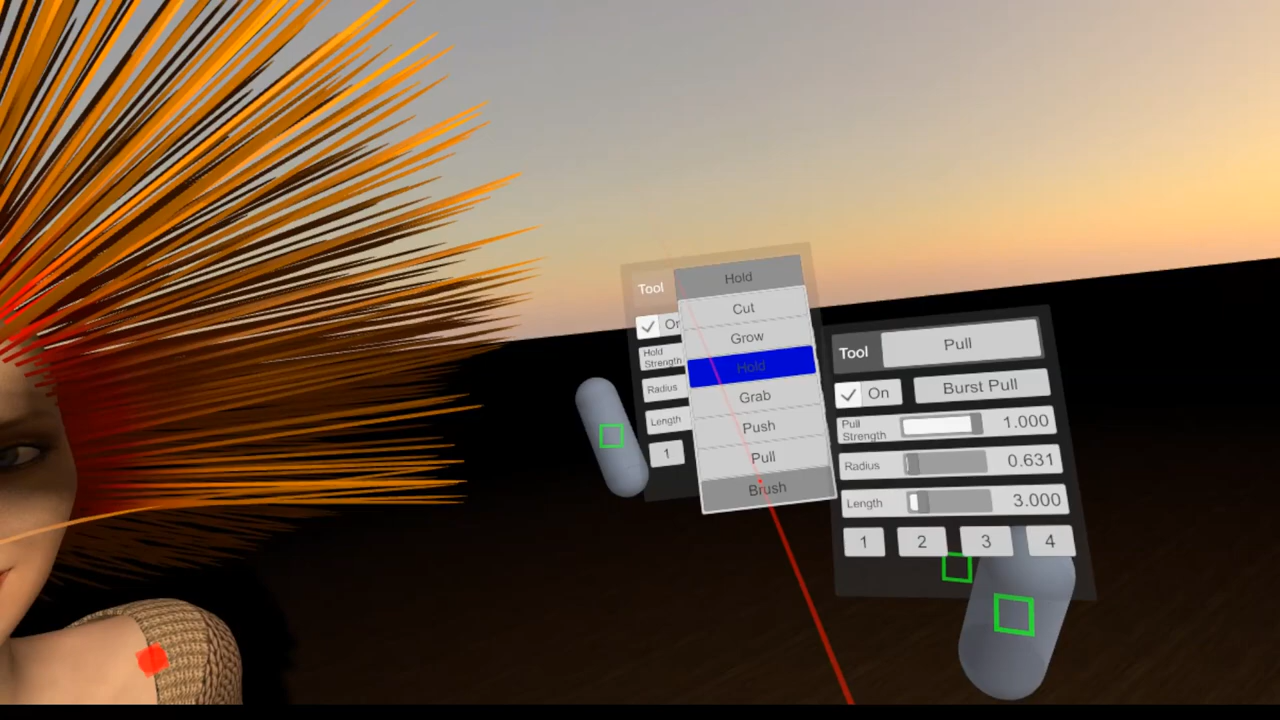 Tool
Hold
Cut
Grow
Hold
Grab
Push
Pull
Brush
On
Hold
Strength
Radius
Length
1
Tool
Pull
On
Burst Pull
Pull
Strength
1.000
Radius
0.631
Length
3.000
1
2
3
4